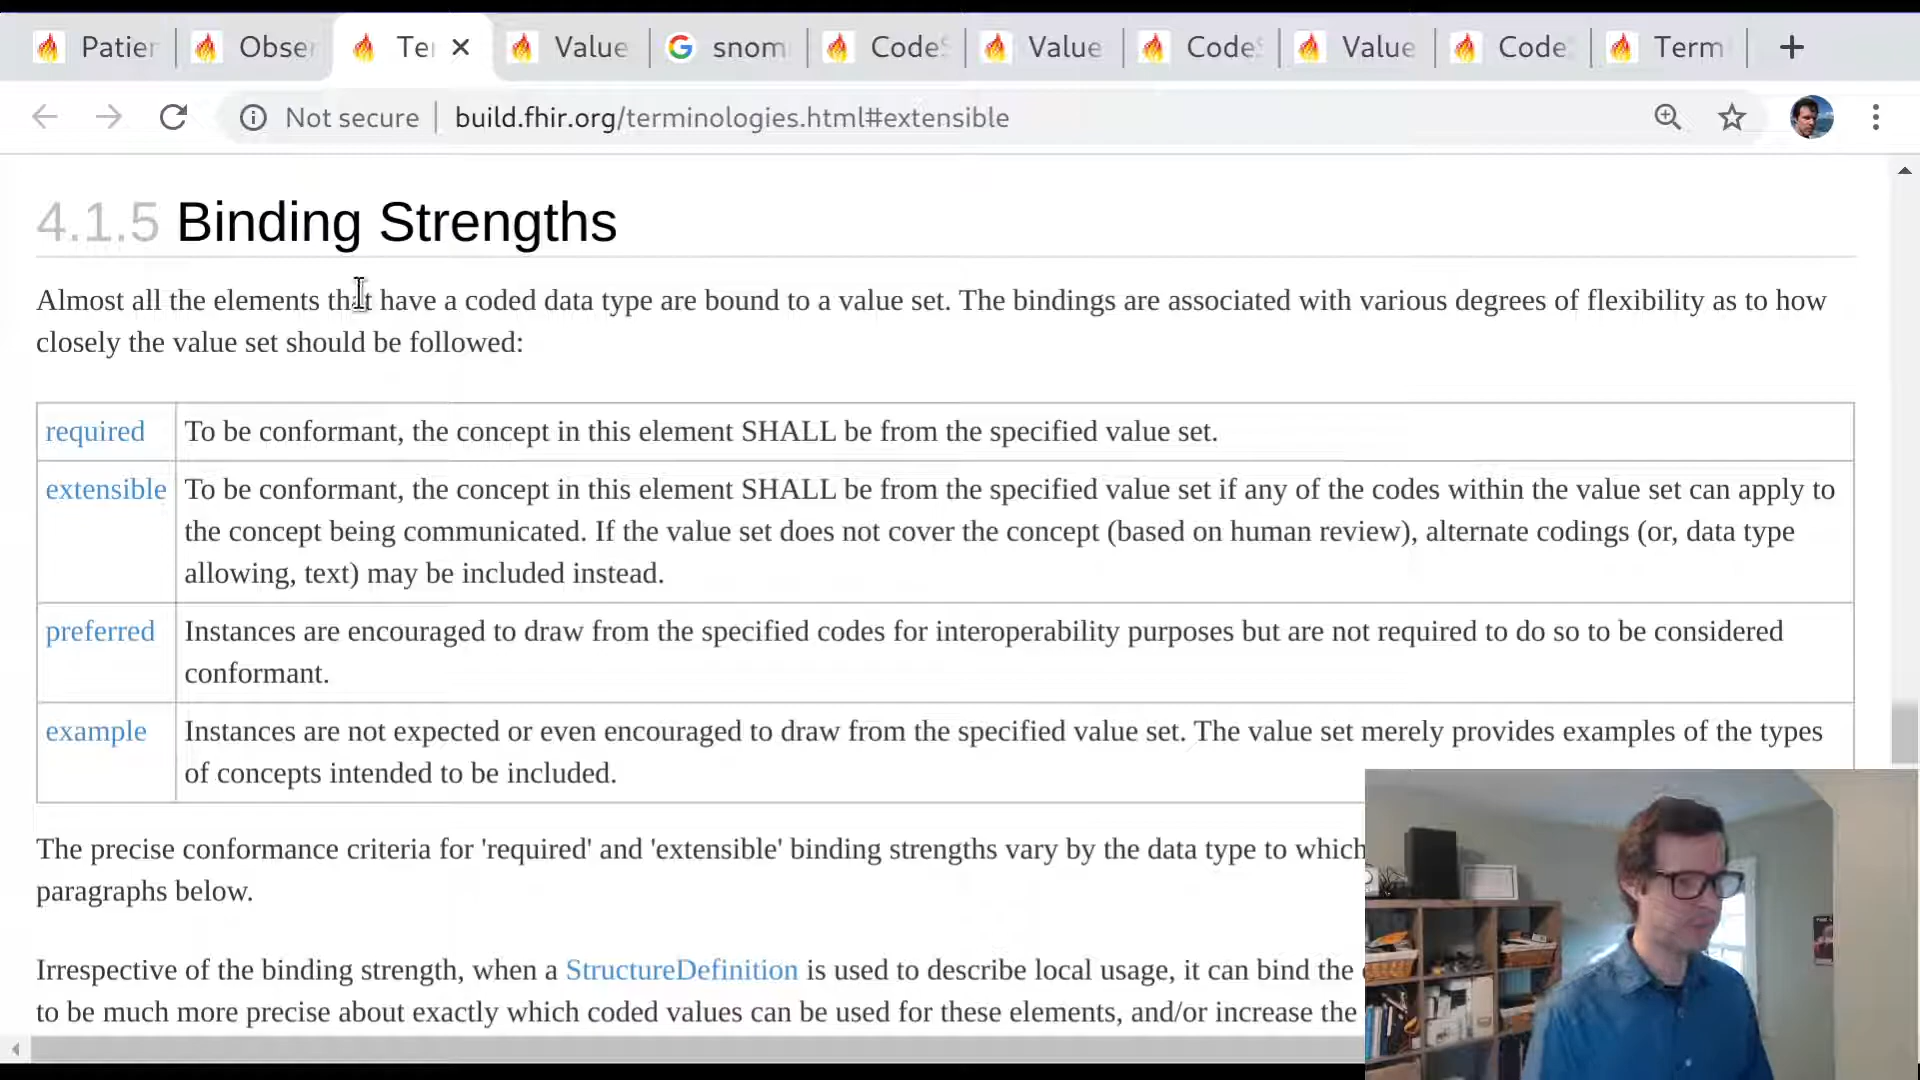 Patier Obser Ter Value snom CodeS Value CodeS Value Code Term
Not secure build.fhir.org/terminologies.html#extensible
4.1.5 Binding Strengths
Almost all the elements that have a coded data type are bound to a value set. The bindings are associated with various degrees of flexibility as to how
closely the value set should be followed:
required To be conformant, the concept in this element SHALL be from the specified value set.
extensible To be conformant, the concept in this element SHALL be from the specified value set if any of the codes within the value set can apply to
the concept being communicated. If the value set does not cover the concept (based on human review), alternate codings (or, data type
allowing, text) may be included instead.
preferred Instances are encouraged to draw from the specified codes for interoperability purposes but are not required to do so to be considered
conformant.
example Instances are not expected or even encouraged to draw from the specified value set. The value set merely provides examples of the types
of concepts intended to be included.
The precise conformance criteria for 'required' and 'extensible' binding strengths vary by the data type to which
paragraphs below.
Irrespective of the binding strength, when a StructureDefinition is used to describe local usage, it can bind the
to be much more precise about exactly which coded values can be used for these elements, and/or increase the